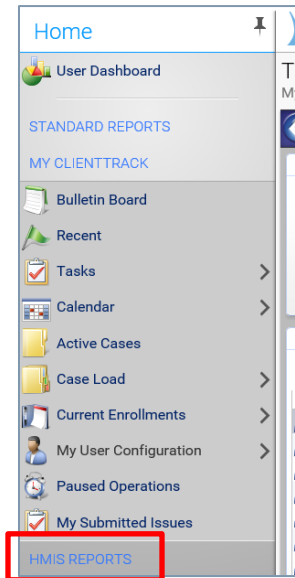 Home
User Dashboard
STANDARD REPORTS
MY CLIENTTRACK
Bulletin Board
Recent
Tasks
Calendar
Active Cases
Case Load
Current Enrollments
My User Configuration
Paused Operations
My Submitted Issues
HMIS REPORTS